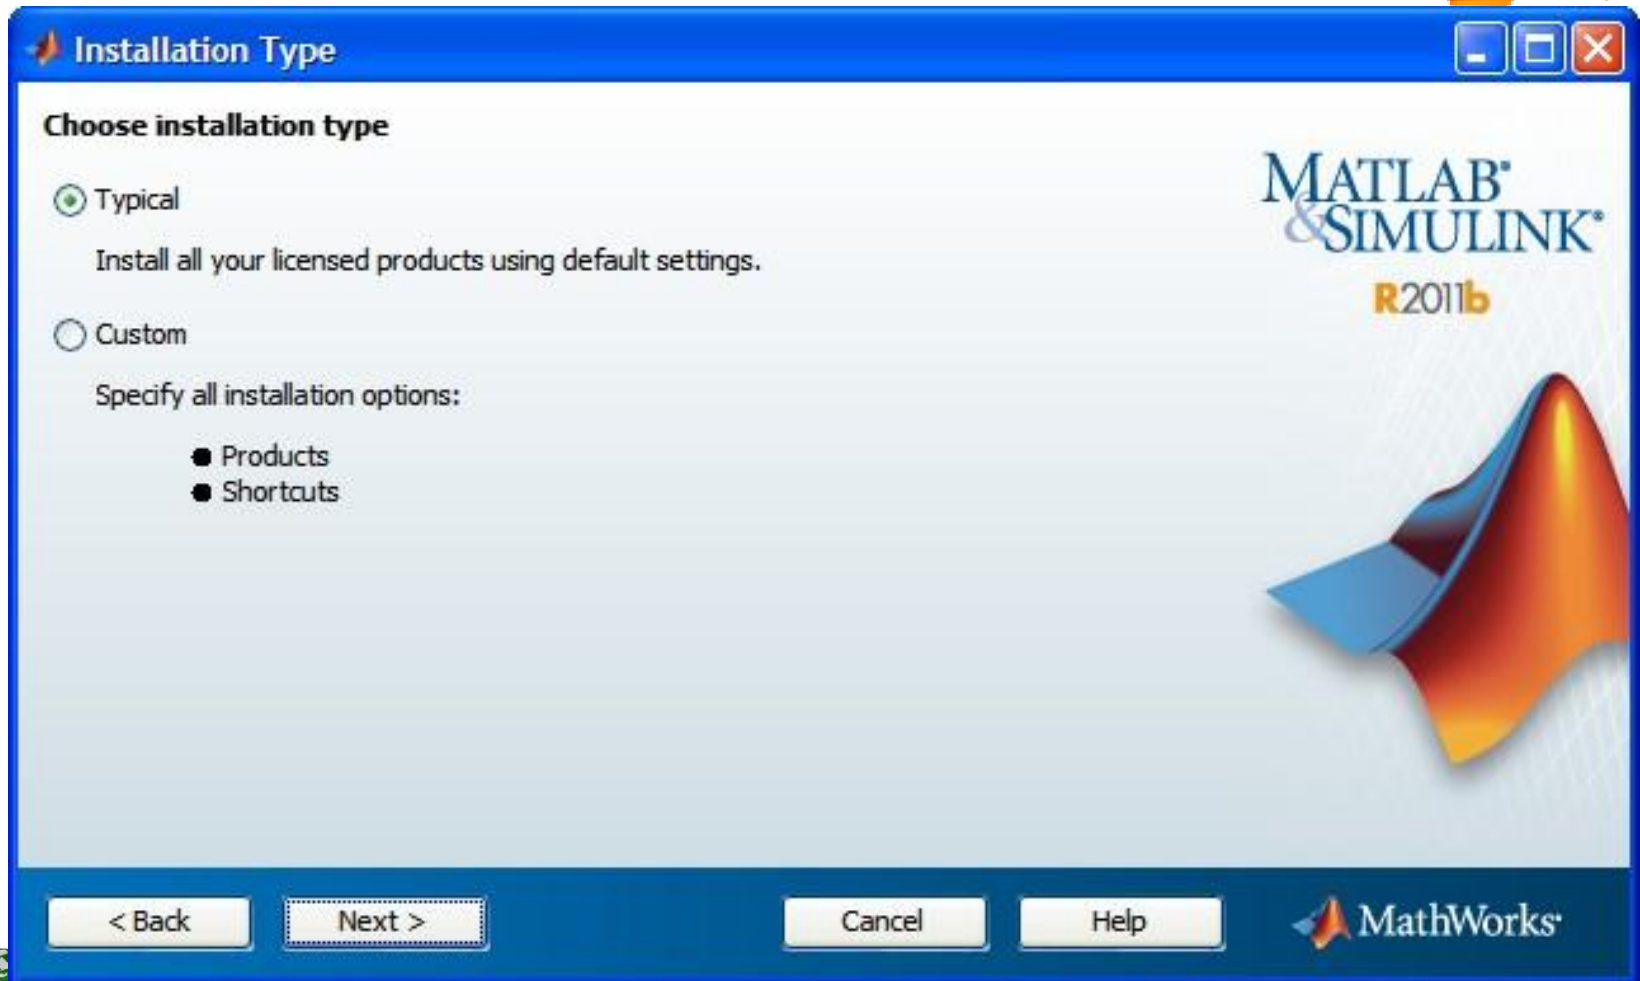 Installation Type
Choose installation type
Typical
Install all your licensed products using default settings.
Custom
Specify all installation options:
● Products
● Shortcuts
MATLAB®
&SIMULINK®
R2011b
< Back
Next >
Cancel
Help
MathWorks®